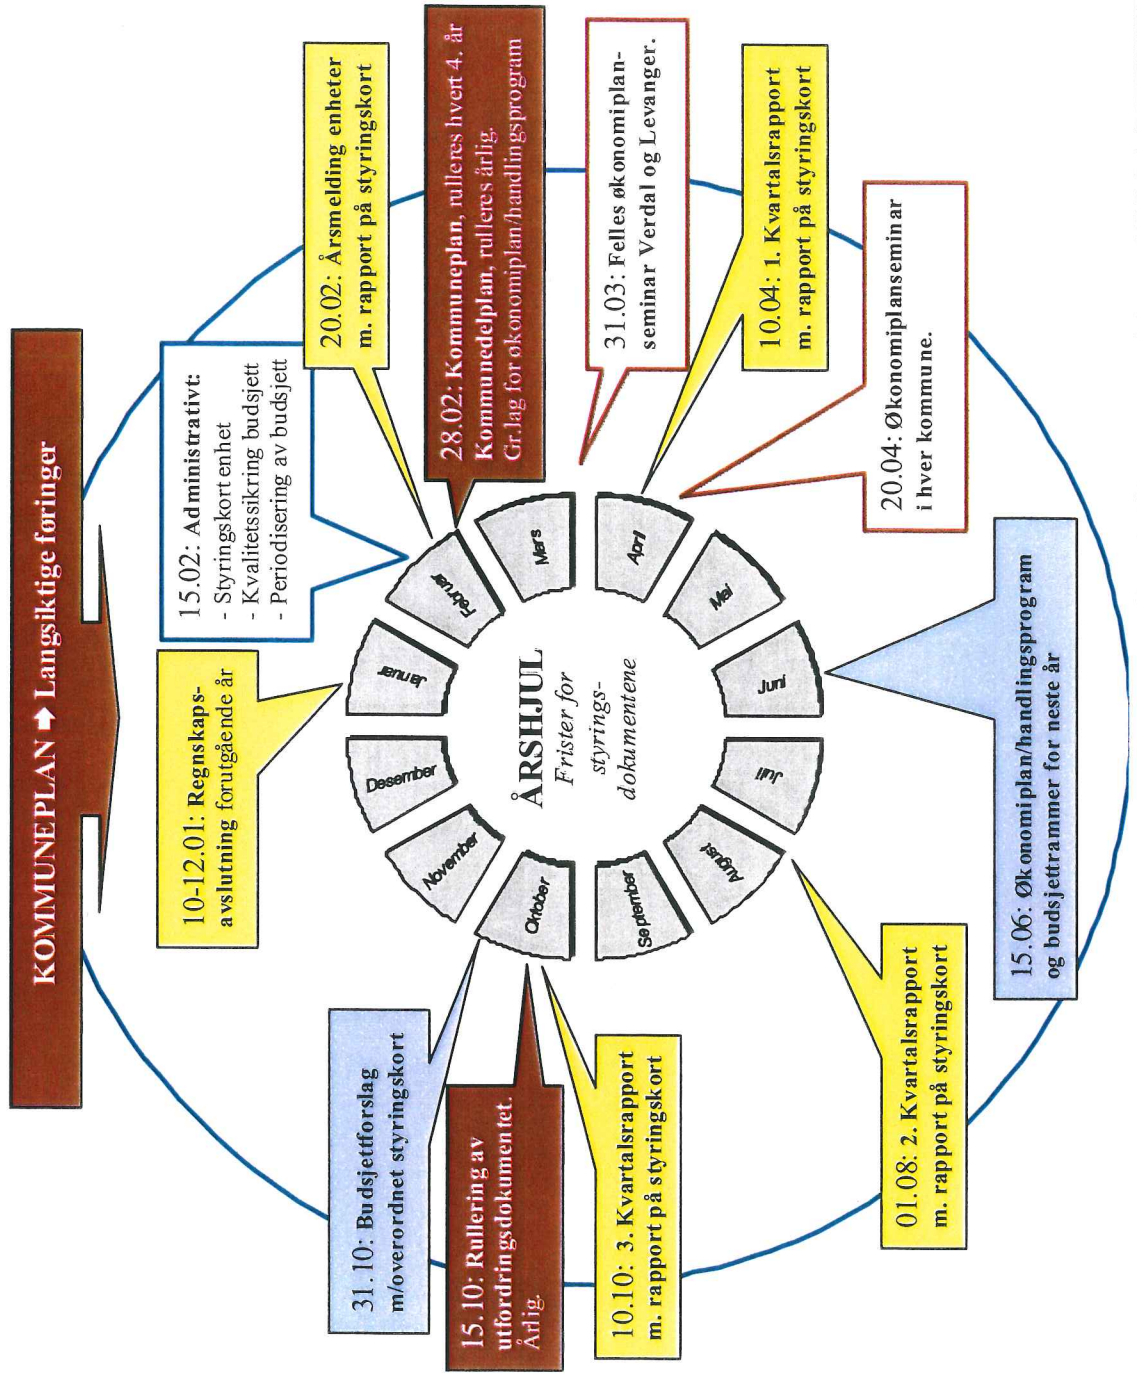 KOMMUNEPLAN ➡ Langsiktige føringer
10-12.01: Regnskaps-
avslutning forutgående år
15.02: Administrativt:
- Styringskort enhet
- Kvalitetssikring budsjett
- Periodisering av budsjett
20.02: Årsmelding enheter
m. rapport på styringskort
28.02: Kommuneplan, rulleres hvert 4. år
Kommunedelplan, rulleres årlig.
Gr.lag for økonomiplan/handlingsprogram
31.03: Felles økonomiplan-
seminar Verdal og Levanger.
10.04: 1. Kvartalsrapport
m. rapport på styringskort
20.04: Økonomiplanseminar
i hver kommune.
15.06: Økonomiplan/handlingsprogram
og budsjettrammer for neste år
01.08: 2. Kvartalsrapport
m. rapport på styringskort
10.10: 3. Kvartalsrapport
m. rapport på styringskort
15.10: Rullering av
utfordringsdokumentet.
Årlig.
31.10: Budsjettforslag
m/overordnet styringskort
Januar
Februar
Mars
April
Mai
Juni
Juli
August
September
Oktober
November
Desember
ÅRSHJUL
Frister for
styrings-
dokumentene